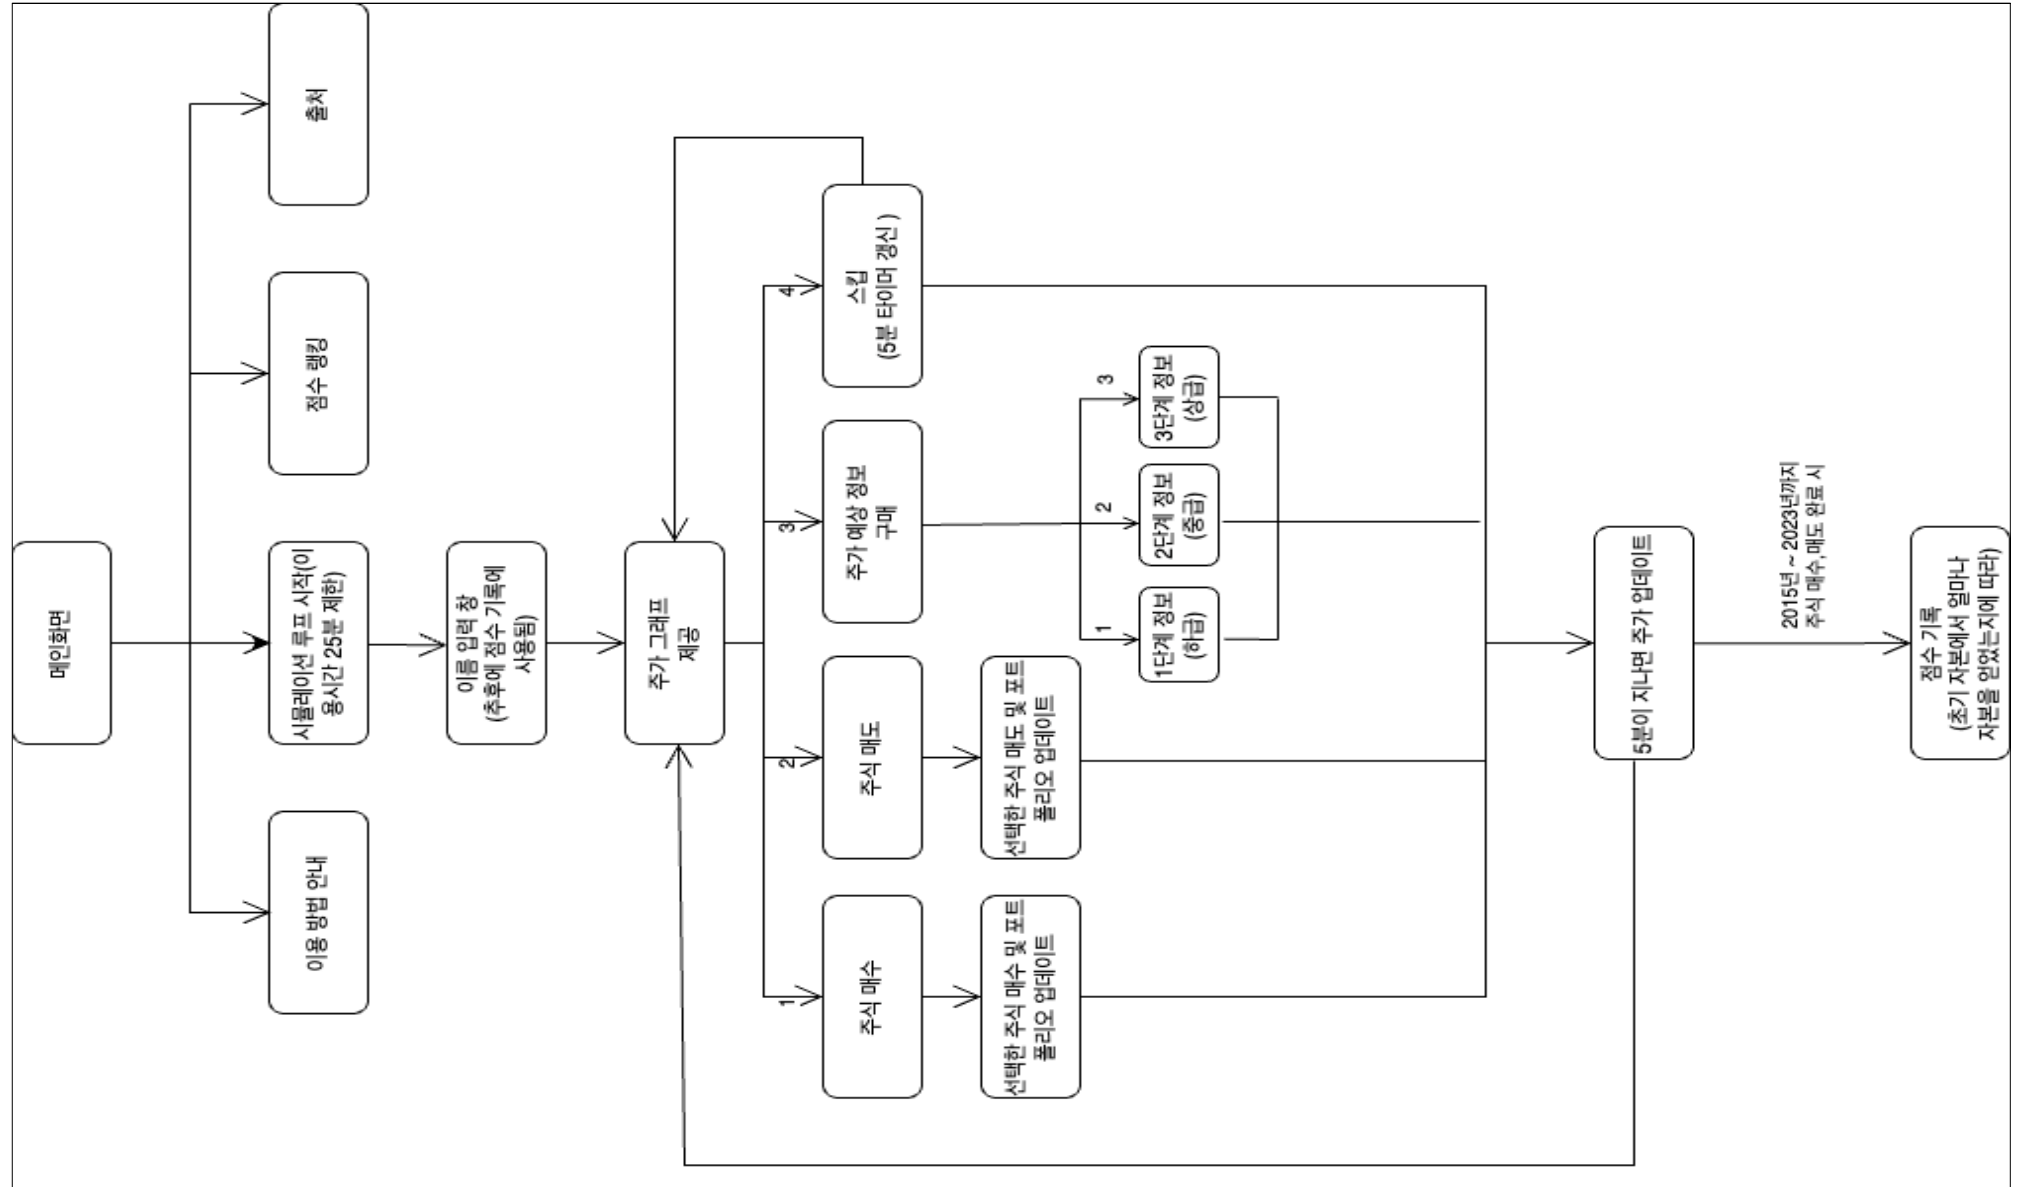 메인화면
이용 방법 안내
시뮬레이션 루프 시작(이
용시간 25분 제한)
점수 랭킹
출처
이름 입력 창
(추후에 점수 기록에
사용됨)
주가 그래프
제공
1
2
3
4
주식 매수
주식 매도
주가 예상 정보
구매
스킵
(5분 타이머 갱신 )
선택한 주식 매수 및 포트
폴리오 업데이트
선택한 주식 매도 및 포트
폴리오 업데이트
1
2
3
1단계 정보
(하급)
2단계 정보
(중급)
3단계 정보
(상급)
5분이 지나면 주가 업데이트
2015년 ~ 2023년까지
주식 매수, 매도 완료 시
점수 기록
(초기 자본에서 얼마나
자본을 얻었는지에 따라)